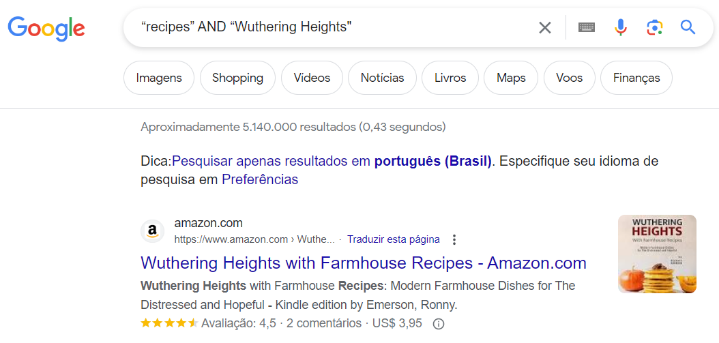 Google
“recipes” AND “Wuthering Heights"
Imagens
Shopping
Vídeos
Notícias
Livros
Maps
Voos
Finanças
Aproximadamente 5.140.000 resultados (0,43 segundos)
Dica:Pesquisar apenas resultados em português (Brasil). Especifique seu idioma de
pesquisa em Preferências
a
amazon.com
https://www.amazon.com › Wuthe... · Traduzir esta página
Wuthering Heights with Farmhouse Recipes - Amazon.com
Wuthering Heights with Farmhouse Recipes: Modern Farmhouse Dishes for The
Distressed and Hopeful - Kindle edition by Emerson, Ronny.
Avaliação: 4,5 · 2 comentários · US$ 3,95
WUTHERING
HEIGHTS